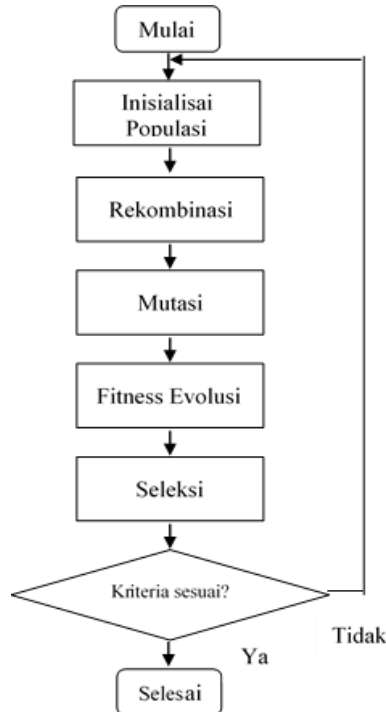 Mulai
Inisialisai
Populasi
Rekombinasi
Mutasi
Fitness Evolusi
Seleksi
Kriteria sesuai?
Tidak
Ya
Selesai